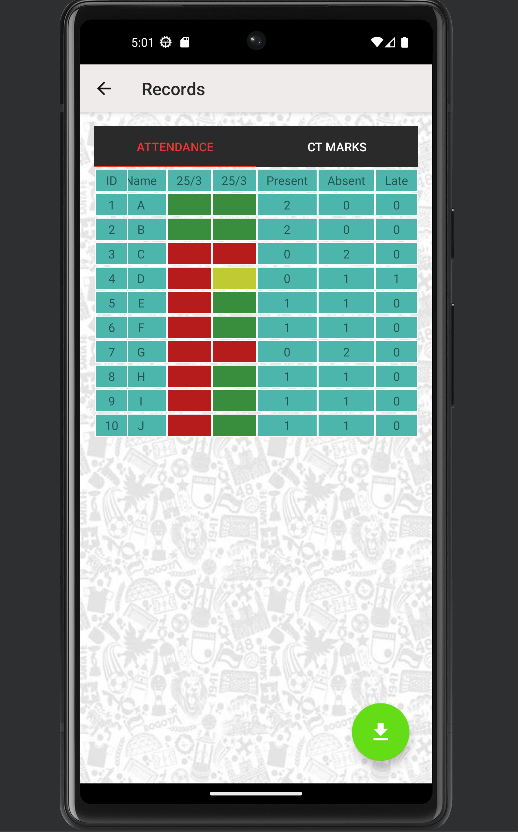 5:01
Records
ATTENDANCE CT MARKS
ID Name 25/3 25/3 Present Absent Late
1 A 2 0 0
2 B 2 0 0
3 C 0 2 0
4 D 0 1 1
5 E 1 1 0
6 F 1 1 0
7 G 0 2 0
8 H 1 1 0
9 I 1 1 0
10 J 1 1 0